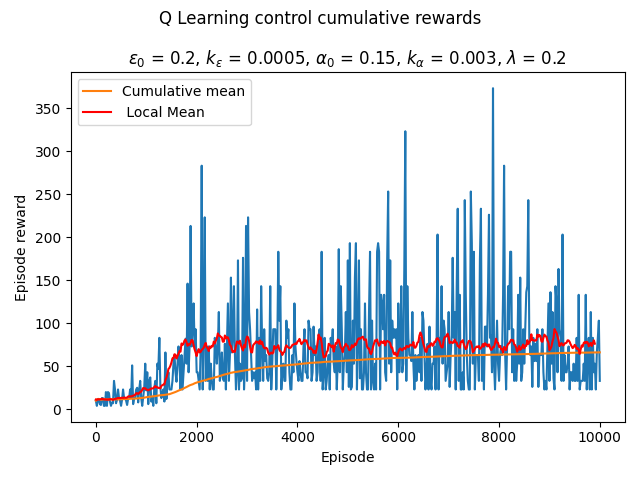 Q Learning control cumulative rewards
ε₀ = 0.2, kε = 0.0005, α₀ = 0.15, kα = 0.003, λ = 0.2
Cumulative mean
Local Mean
Episode reward
350
300
250
200
150
100
50
0
0 2000 4000 6000 8000 10000
Episode